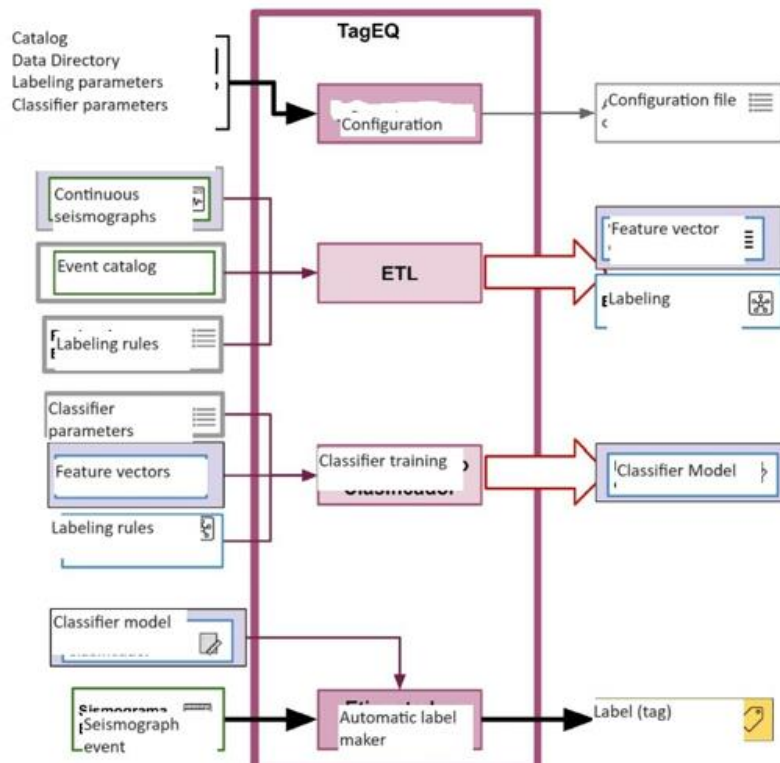 TagEQ
Catalog
Data Directory
Labeling parameters
Classifier parameters
Configuration
Configuration file
Continuous
seismographs
Event catalog
Labeling rules
ETL
Feature vector
Labeling
Classifier
parameters
Feature vectors
Labeling rules
Classifier training
Clasificador
Classifier Model
Classifier model
Sismograma
Seismograph
event
Automatic label
maker
Label (tag)